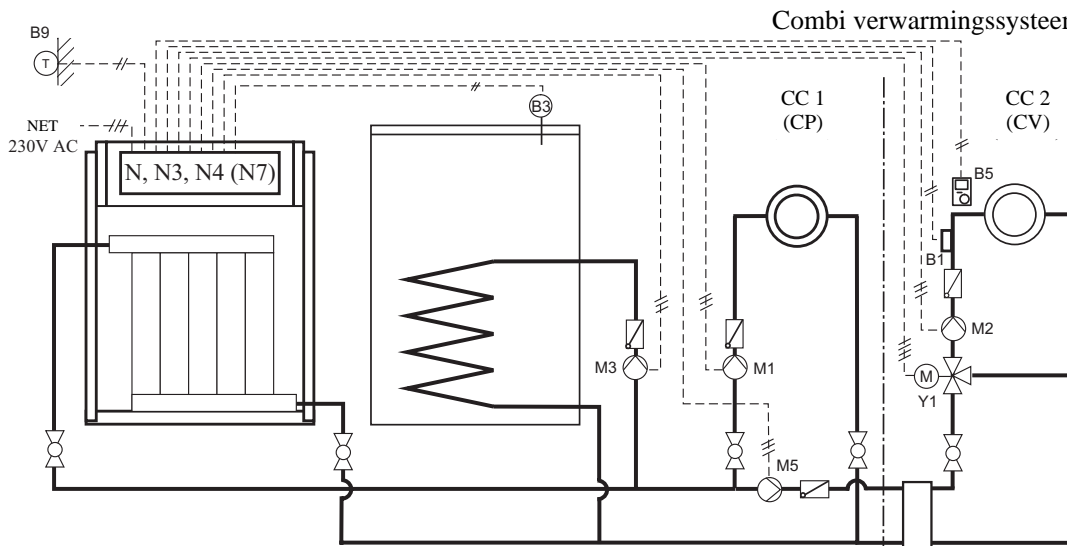 Combi verwarmingssysteem
B9
T
NET
230V AC
N, N3, N4 (N7)
B3
CC 1
(CP)
CC 2
(CV)
B5
B1
M2
M3
M1
M
Y1
M5